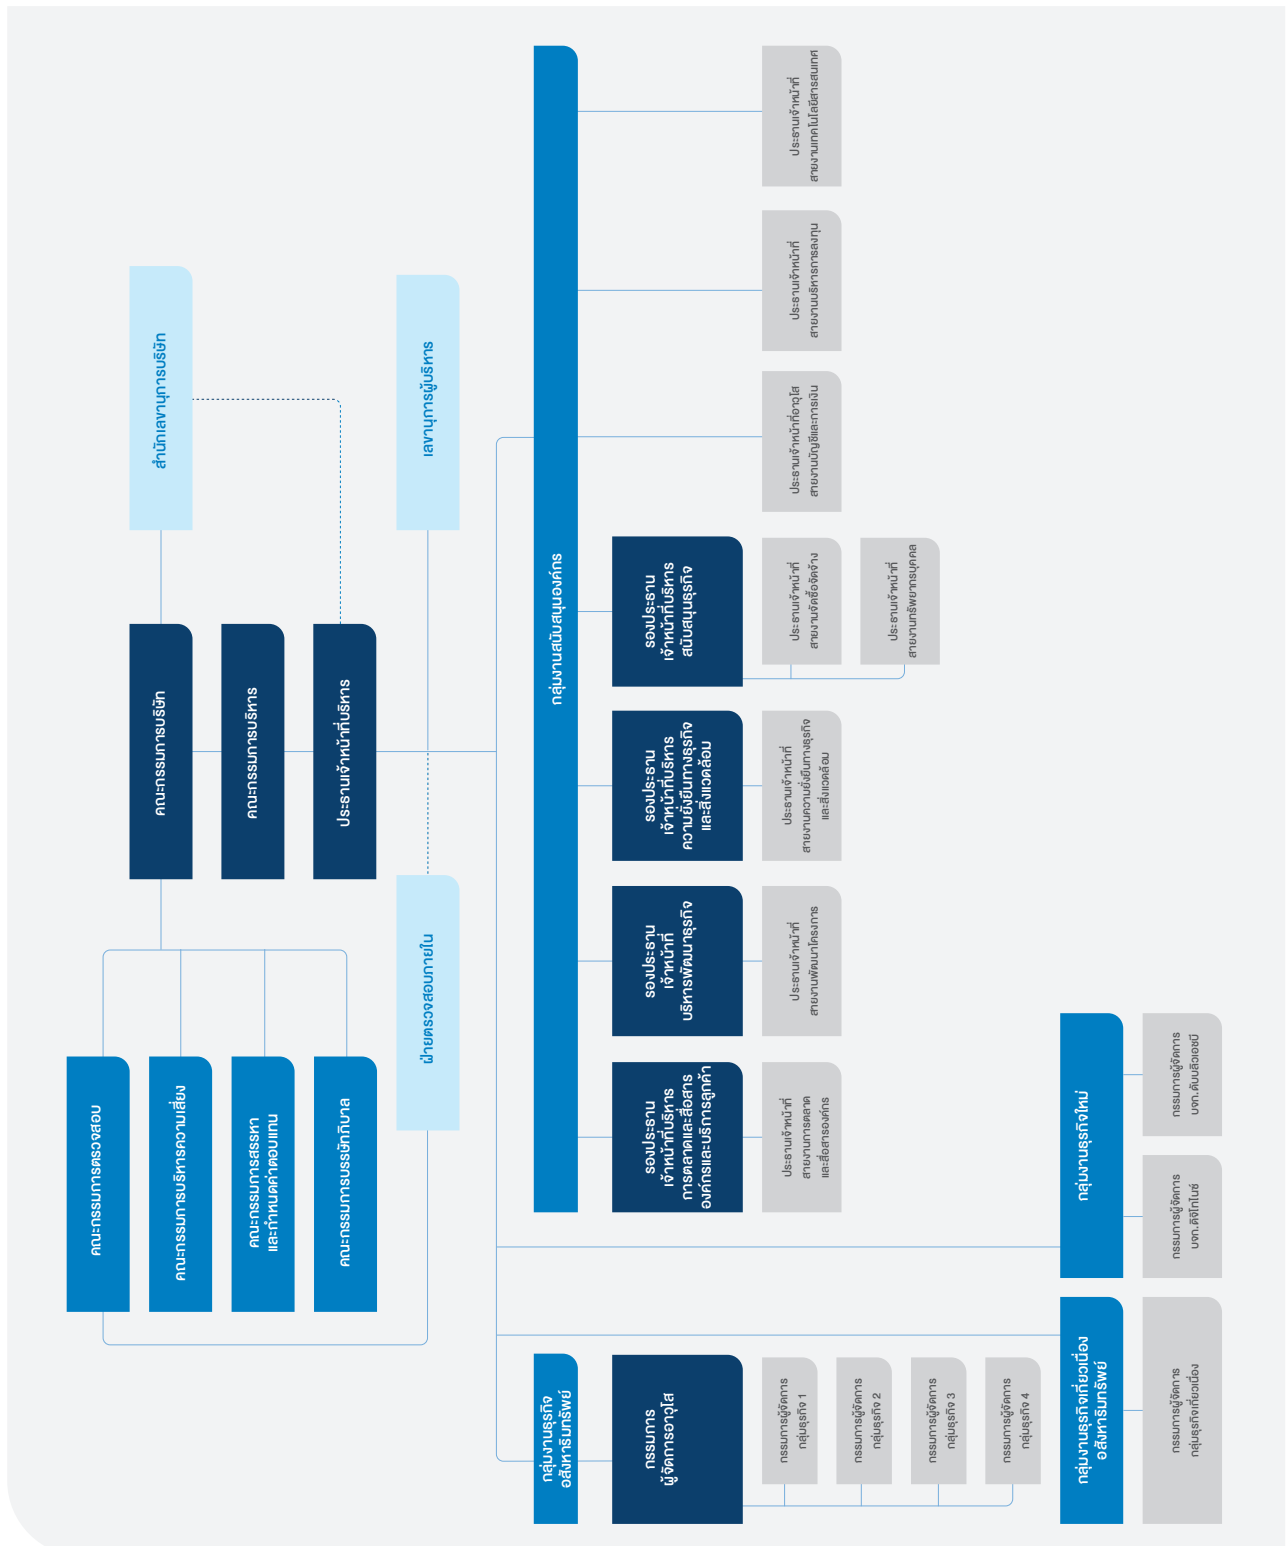 คณะกรรมการบริษัท
สำนักเลขานุการบริษัท
คณะกรรมการบริหาร
ประธานเจ้าหน้าที่บริหาร
คณะกรรมการตรวจสอบ
คณะกรรมการบริหารความเสี่ยง
คณะกรรมการสรรหา
และกำหนดค่าตอบแทน
คณะกรรมการบรรษัทภิบาล
ฝ่ายตรวจสอบภายใน
เลขานุการผู้บริหาร
กลุ่มงานธุรกิจ
อสังหาริมทรัพย์
กรรมการ
ผู้จัดการอาวุโส
กรรมการผู้จัดการ
กลุ่มธุรกิจ 1
กรรมการผู้จัดการ
กลุ่มธุรกิจ 2
กรรมการผู้จัดการ
กลุ่มธุรกิจ 3
กรรมการผู้จัดการ
กลุ่มธุรกิจ 4
กลุ่มงานสนับสนุนองค์กร
รองประธาน
เจ้าหน้าที่บริหาร
การตลาดและสื่อสาร
องค์กรและบริการลูกค้า
ประธานเจ้าหน้าที่
สายงานการตลาด
และสื่อสารองค์กร
รองประธาน
เจ้าหน้าที่
บริหารพัฒนาธุรกิจ
ประธานเจ้าหน้าที่
สายงานพัฒนาโครงการ
รองประธาน
เจ้าหน้าที่บริหาร
ความยั่งยืนทางธุรกิจ
และสิ่งแวดล้อม
ประธานเจ้าหน้าที่
สายงานความยั่งยืนทางธุรกิจ
และสิ่งแวดล้อม
รองประธาน
เจ้าหน้าที่บริหาร
สนับสนุนธุรกิจ
ประธานเจ้าหน้าที่
สายงานจัดซื้อจัดจ้าง
ประธานเจ้าหน้าที่
สายงานทรัพยากรบุคคล
ประธานเจ้าหน้าที่อาวุโส
สายงานบัญชีและการเงิน
ประธานเจ้าหน้าที่
สายงานบริหารการลงทุน
ประธานเจ้าหน้าที่
สายงานเทคโนโลยีสารสนเทศ
กลุ่มงานธุรกิจเกี่ยวเนื่อง
อสังหาริมทรัพย์
กรรมการผู้จัดการ
กลุ่มธุรกิจเกี่ยวเนื่อง
กลุ่มงานธุรกิจใหม่
กรรมการผู้จัดการ
บจก.ดิจิโทไนซ์
กรรมการผู้จัดการ
บจก.ดับบลิวเอชบี